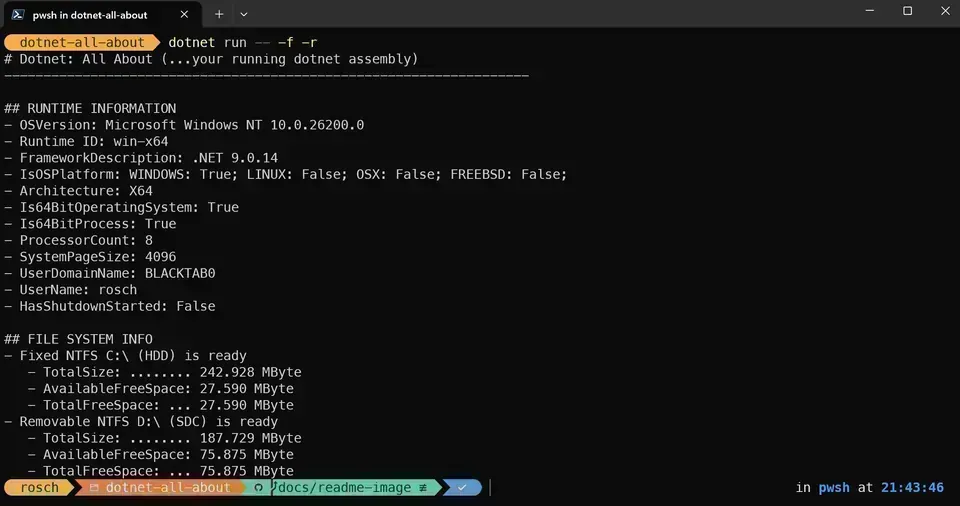 pwsh in dotnet-all-about
dotnet-all-about dotnet run -- -f -r
# Dotnet: All About (...your running dotnet assembly)
-------------------------------------------------------------------
## RUNTIME INFORMATION
- OSVersion: Microsoft Windows NT 10.0.26200.0
- Runtime ID: win-x64
- FrameworkDescription: .NET 9.0.14
- IsOSPlatform: WINDOWS: True; LINUX: False; OSX: False; FREEBSD: False;
- Architecture: X64
- Is64BitOperatingSystem: True
- Is64BitProcess: True
- ProcessorCount: 8
- SystemPageSize: 4096
- UserDomainName: BLACKTAB0
- UserName: rosch
- HasShutdownStarted: False
## FILE SYSTEM INFO
- Fixed NTFS C:\ (HDD) is ready
- TotalSize: ........ 242.928 MByte
- AvailableFreeSpace: 27.590 MByte
- TotalFreeSpace: ... 27.590 MByte
- Removable NTFS D:\ (SDC) is ready
- TotalSize: ........ 187.729 MByte
- AvailableFreeSpace: 75.875 MByte
- TotalFreeSpace: ... 75.875 MByte
rosch dotnet-all-about docs/readme-image ≢ ✓ in pwsh at 21:43:46